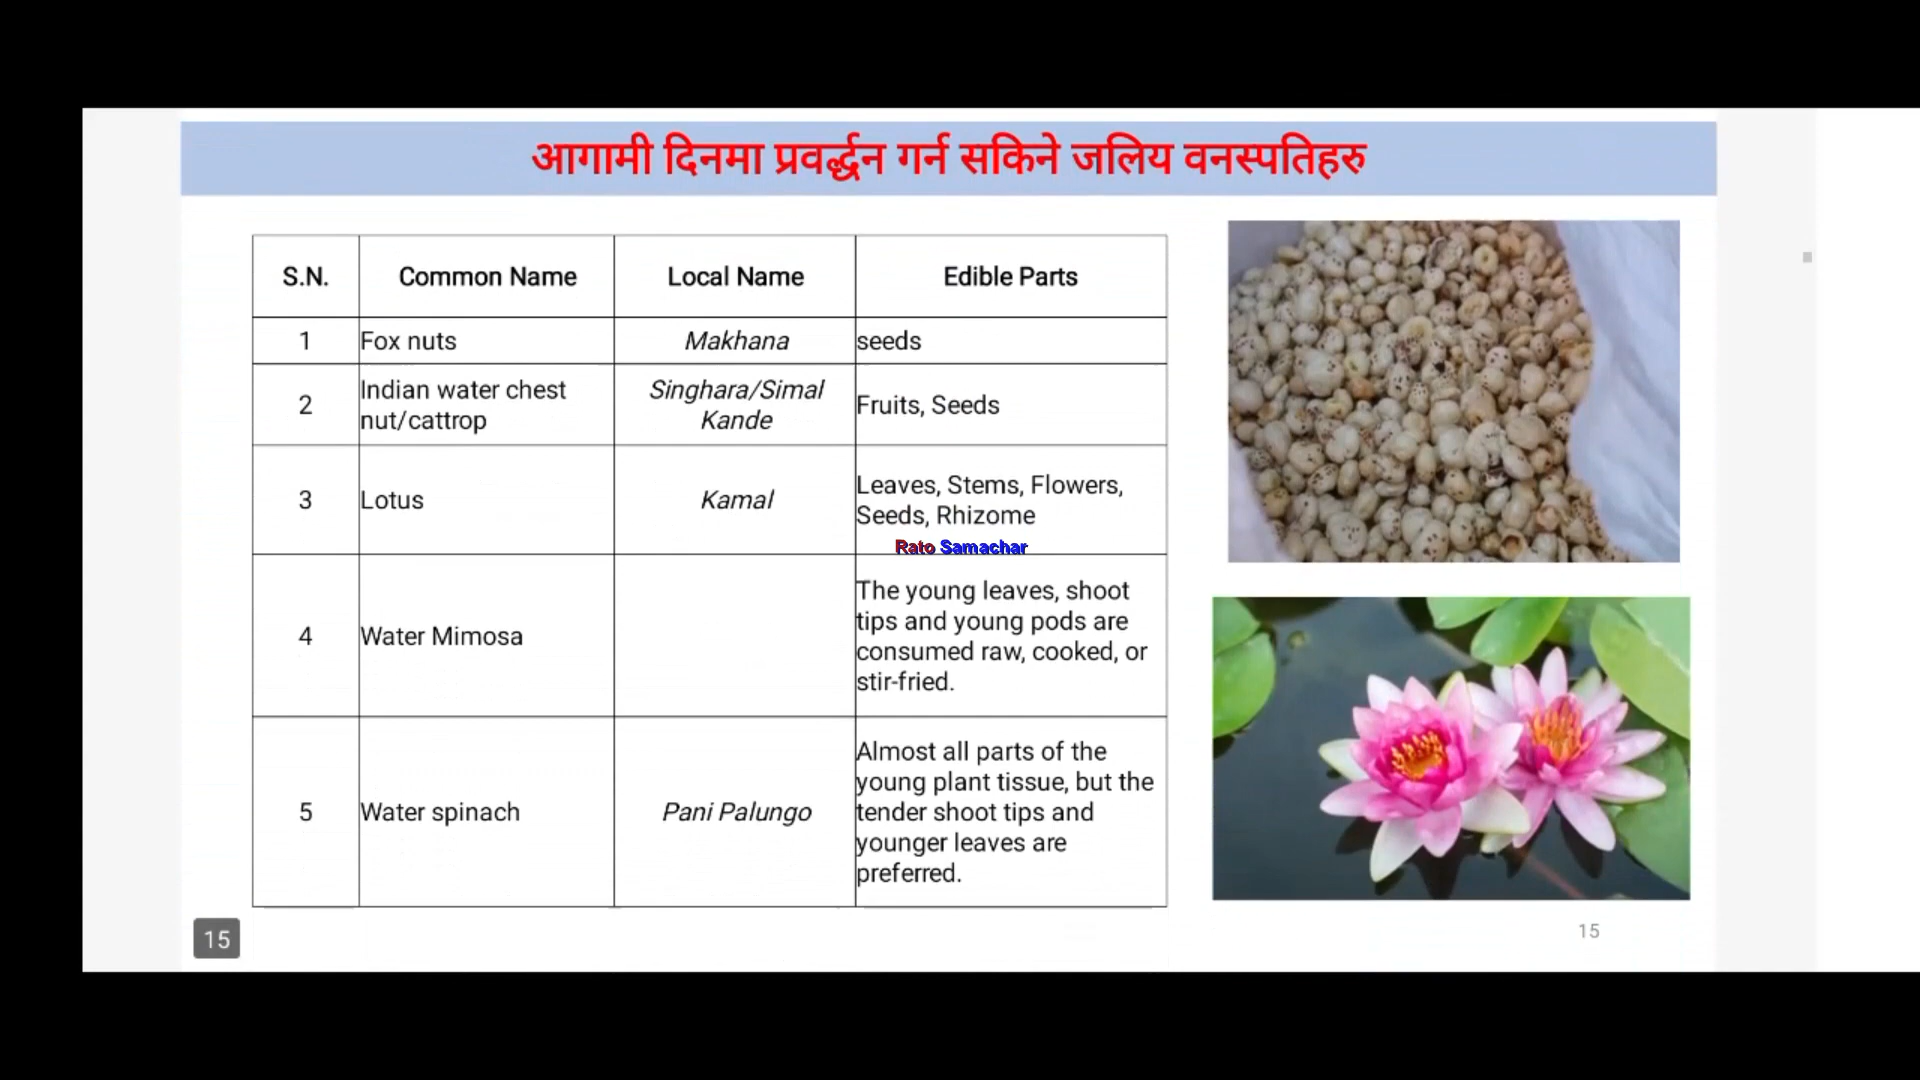 आगामी दिनमा प्रवर्द्धन गर्न सकिने जलिय वनस्पतिहरु
S.N. Common Name Local Name Edible Parts
1 Fox nuts Makhana seeds
2 Indian water chest nut/cattrop Singhara/Simal Kande Fruits, Seeds
3 Lotus Kamal Leaves, Stems, Flowers, Seeds, Rhizome
Rato Samachar
4 Water Mimosa The young leaves, shoot tips and young pods are consumed raw, cooked, or stir-fried.
5 Water spinach Pani Palungo Almost all parts of the young plant tissue, but the tender shoot tips and younger leaves are preferred.
15
15